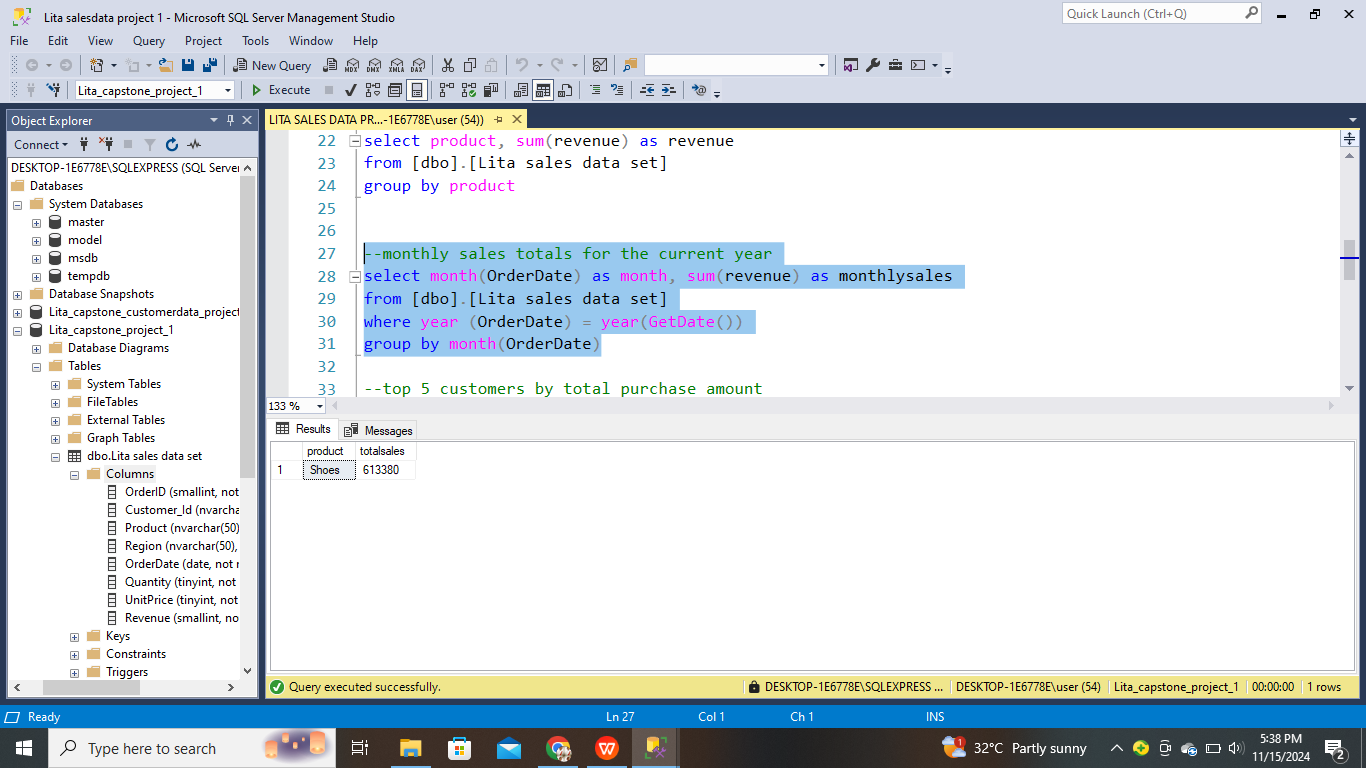 Lita salesdata project 1 - Microsoft SQL Server Management Studio
Quick Launch (Ctrl+Q)
File Edit View Query Project Tools Window Help
New Query MDX DMX XMLA DAX
Lita_capstone_project_1 Execute
Object Explorer
Connect
DESKTOP-1E6778E\SQLEXPRESS (SQL Server
Databases
System Databases
master
model
msdb
tempdb
Database Snapshots
Lita_capstone_customerdata_project
Lita_capstone_project_1
Database Diagrams
Tables
System Tables
FileTables
External Tables
Graph Tables
dbo.Lita sales data set
Columns
OrderID (smallint, not
Customer_Id (nvarcha
Product (nvarchar(50)
Region (nvarchar(50),
OrderDate (date, not r
Quantity (tinyint, not
UnitPrice (tinyint, not
Revenue (smallint, no
Keys
Constraints
Triggers
LITA SALES DATA PR...-1E6778E\user (54))
22 select product, sum(revenue) as revenue
23 from [dbo].[Lita sales data set]
24 group by product
25
26
27 --monthly sales totals for the current year
28 select month(OrderDate) as month, sum(revenue) as monthlysales
29 from [dbo].[Lita sales data set]
30 where year (OrderDate) = year(GetDate())
31 group by month(OrderDate)
32
33 --top 5 customers by total purchase amount
133 %
Results Messages
product totalsales
1 Shoes 613380
Query executed successfully. DESKTOP-1E6778E\SQLEXPRESS ... DESKTOP-1E6778E\user (54) Lita_capstone_project_1 00:00:00 1 rows
Ready Ln 27 Col 1 Ch 1 INS
Type here to search
32°C Partly sunny
5:38 PM
11/15/2024
2